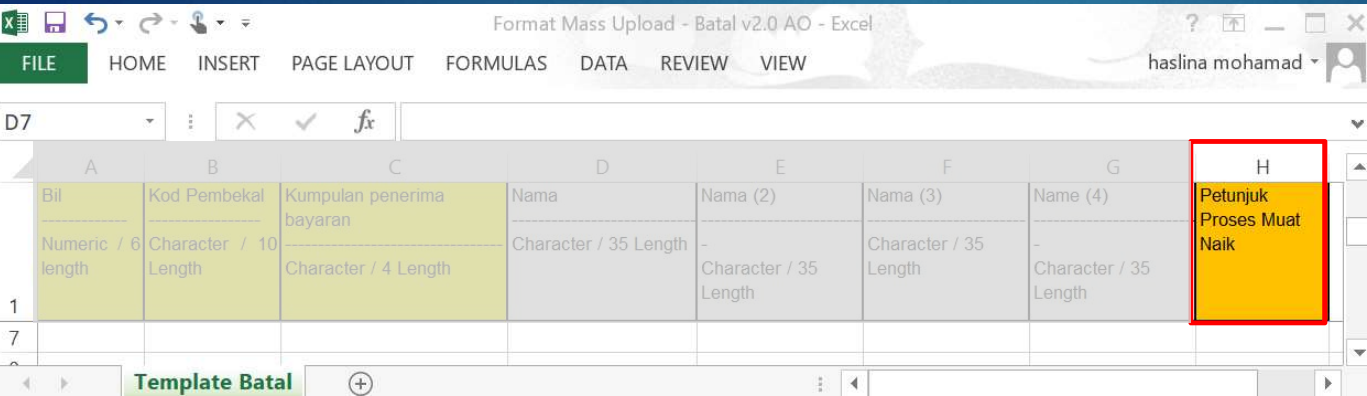 Format Mass Upload - Batal v2.0 AO - Excel
?
FILE HOME INSERT PAGE LAYOUT FORMULAS DATA REVIEW VIEW haslina mohamad
D7 fx
A B C D E F G H
1
Bil
-------------
Numeric / 6
length
Kod Pembekal
-----------------
Character / 10
Length
Kumpulan penerima
bayaran
---------------------------------
Character / 4 Length
Nama
---------------------------
Character / 35 Length
Nama (2)
-------------------------
-
Character / 35
Length
Nama (3)
-------------------------
Character / 35
Length
Name (4)
-------------------------
-
Character / 35
Length
Petunjuk
Proses Muat
Naik
7
Template Batal